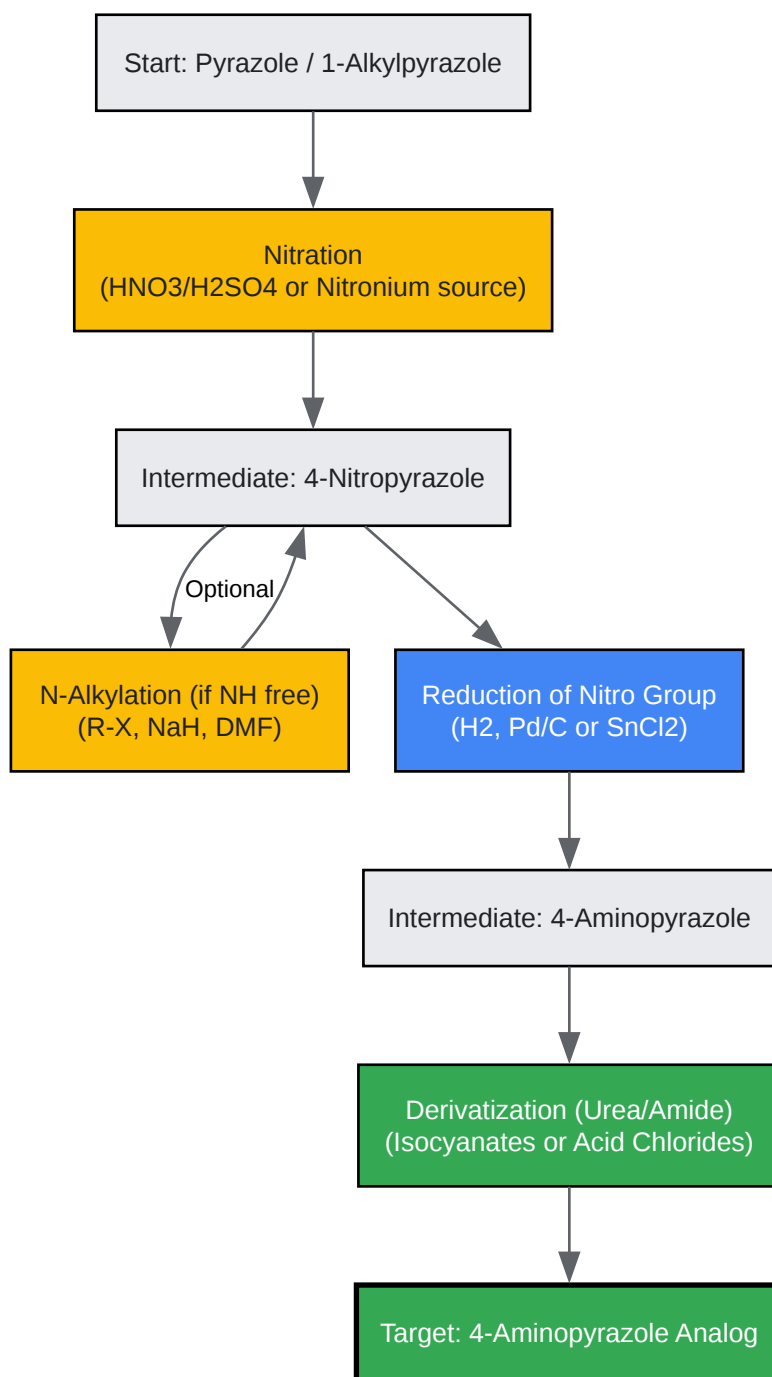 Start: Pyrazole / 1-Alkylpyrazole
Nitration
(HNO3/H2SO4 or Nitronium source)
Intermediate: 4-Nitropyrazole
Optional
N-Alkylation (if NH free)
(R-X, NaH, DMF)
Reduction of Nitro Group
(H2, Pd/C or SnCl2)
Intermediate: 4-Aminopyrazole
Derivatization (Urea/Amide)
(Isocyanates or Acid Chlorides)
Target: 4-Aminopyrazole Analog